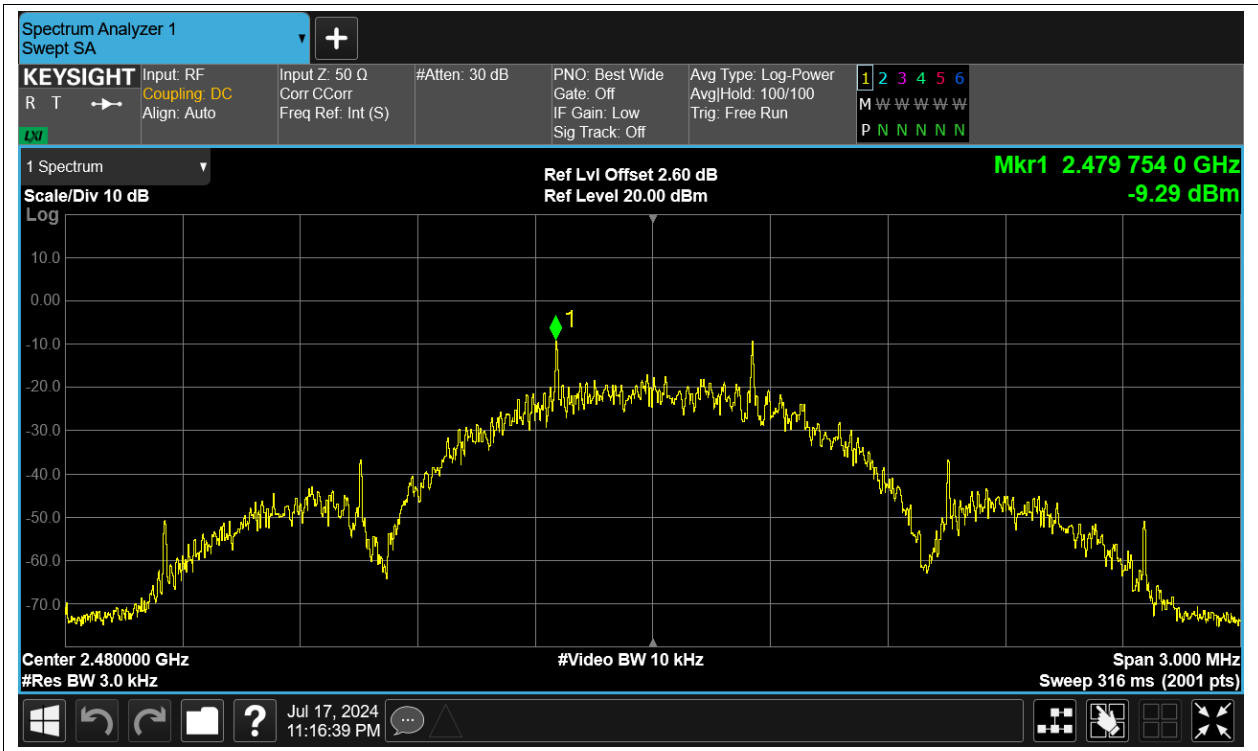 Spectrum Analyzer 1
Swept SA
KEYSIGHT
R T
LXI
Input: RF
Coupling: DC
Align: Auto
Input Z: 50 Ω
Corr CCorr
Freq Ref: Int (S)
#Atten: 30 dB
PNO: Best Wide
Gate: Off
IF Gain: Low
Sig Track: Off
Avg Type: Log-Power
Avg|Hold: 100/100
Trig: Free Run
1 2 3 4 5 6
M W W W W W W
P N N N N N N
1 Spectrum
Scale/Div 10 dB
Log
Ref Lvl Offset 2.60 dB
Ref Level 20.00 dBm
Mkr1 2.479 754 0 GHz
-9.29 dBm
10.0
0.00
-10.0
-20.0
-30.0
-40.0
-50.0
-60.0
-70.0
1
Center 2.480000 GHz
#Res BW 3.0 kHz
#Video BW 10 kHz
Span 3.000 MHz
Sweep 316 ms (2001 pts)
?
Jul 17, 2024
11:16:39 PM